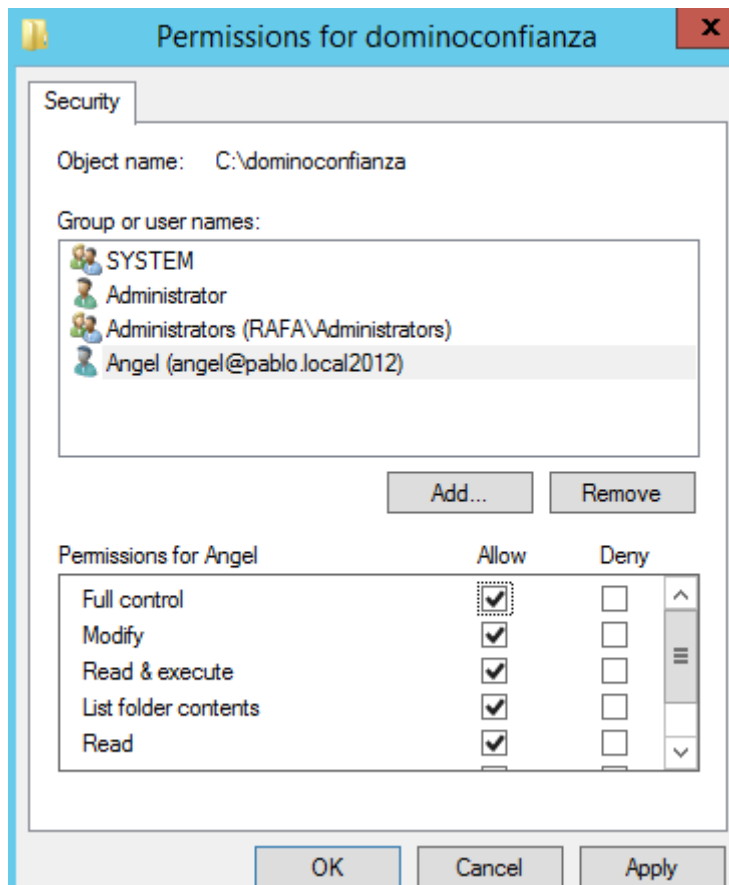 Permissions for dominoconfianza
x
Security
Object name: C:\dominoconfianza
Group or user names:
SYSTEM
Administrator
Administrators (RAFA\Administrators)
Angel (angel@pablo.local2012)
Add... Remove
Permissions for Angel Allow Deny
Full control
Modify
Read & execute
List folder contents
Read
OK Cancel Apply